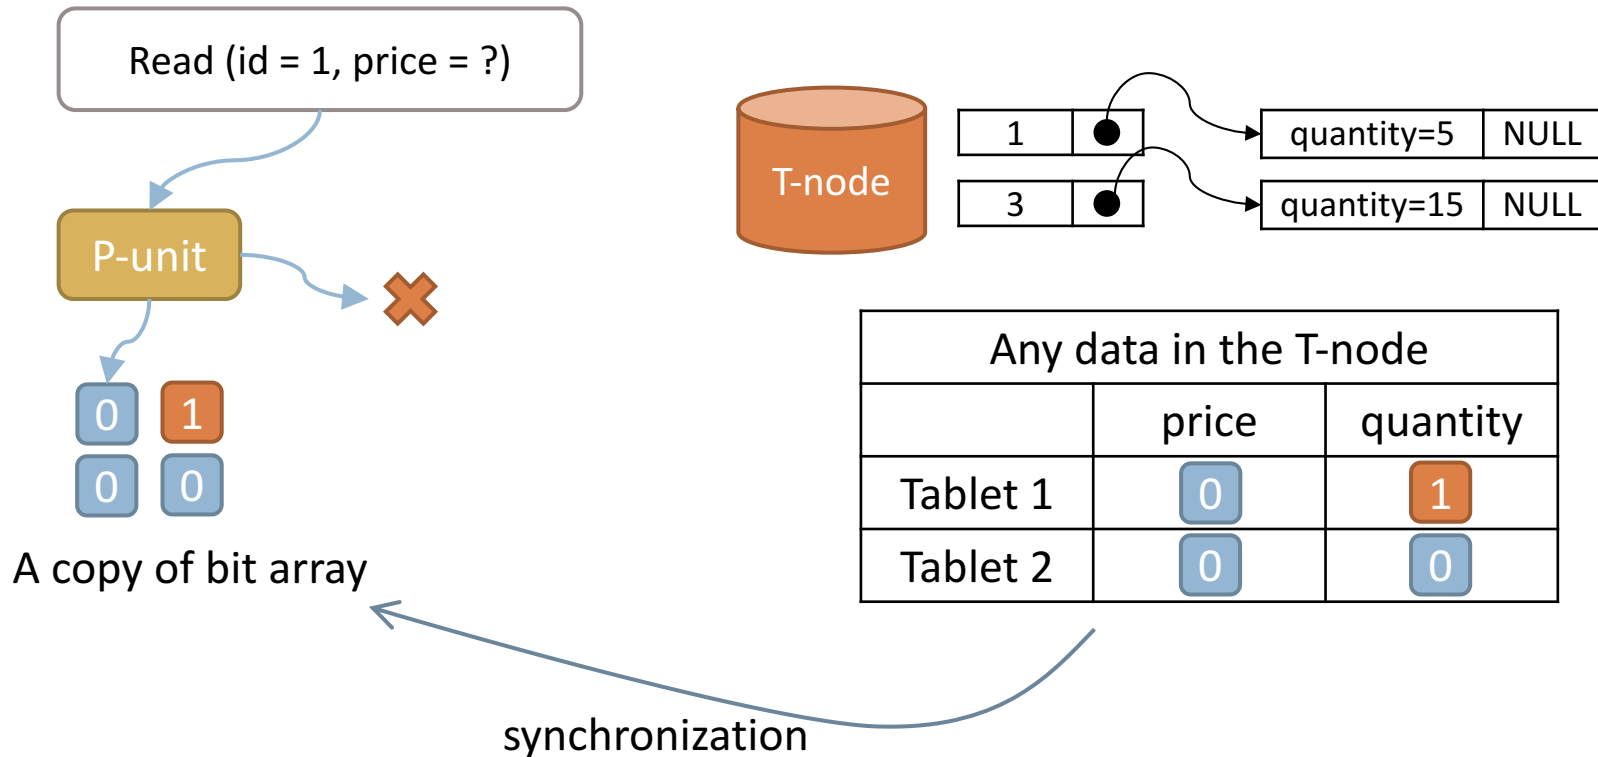 Read (id = 1, price = ?)
P-unit
0 1
0 0
A copy of bit array
synchronization
T-node
1 quantity=5 NULL
3 quantity=15 NULL
Any data in the T-node
price quantity
Tablet 1 0 1
Tablet 2 0 0